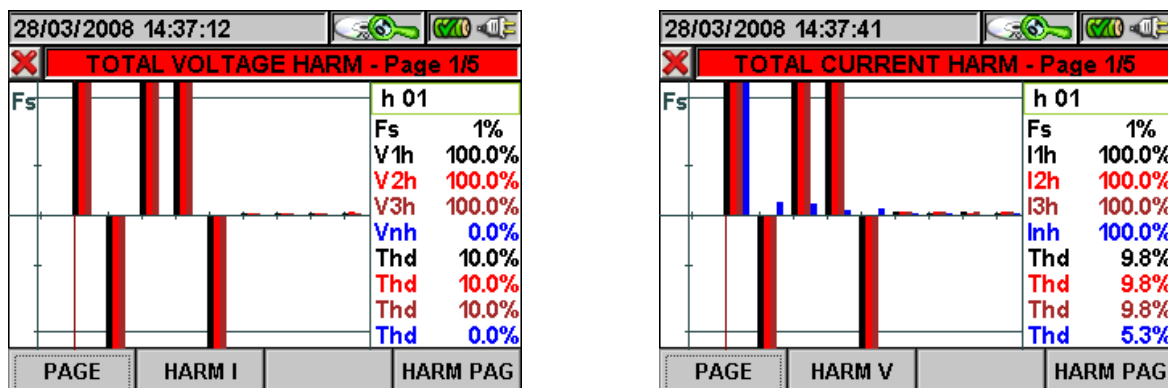 28/03/2008 14:37:12
TOTAL VOLTAGE HARM - Page 1/5
Fs
h 01
Fs 1%
V1h 100.0%
V2h 100.0%
V3h 100.0%
Vnh 0.0%
Thd 10.0%
Thd 10.0%
Thd 10.0%
Thd 0.0%
PAGE HARM I HARM PAG
28/03/2008 14:37:41
TOTAL CURRENT HARM - Page 1/5
Fs
h 01
Fs 1%
I1h 100.0%
I2h 100.0%
I3h 100.0%
Inh 100.0%
Thd 9.8%
Thd 9.8%
Thd 9.8%
Thd 5.3%
PAGE HARM V HARM PAG